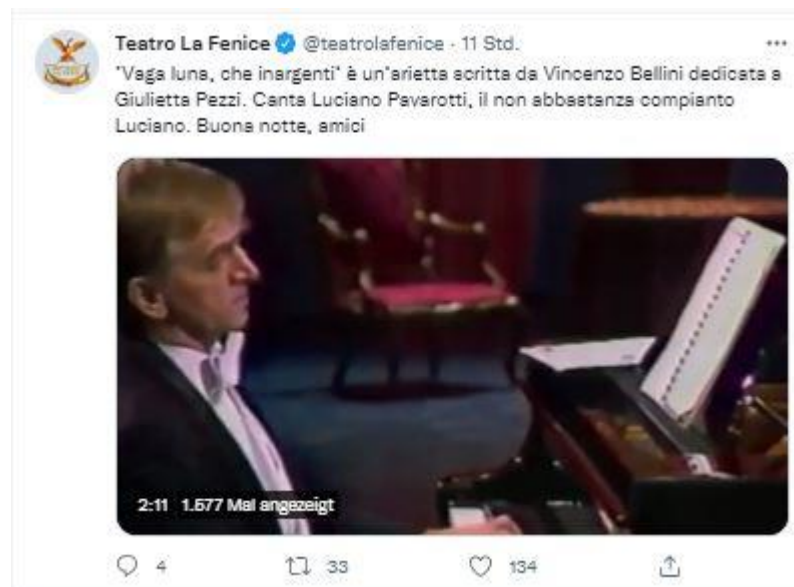 Teatro La Fenice @teatrolafenice · 11 Std.
"Vaga luna, che inargenti" è un'arietta scritta da Vincenzo Bellini dedicata a
Giulietta Pezzi. Canta Luciano Pavarotti, il non abbastanza compianto
Luciano. Buona notte, amici
2:11 1.577 Mal angezeigt
4 33 134